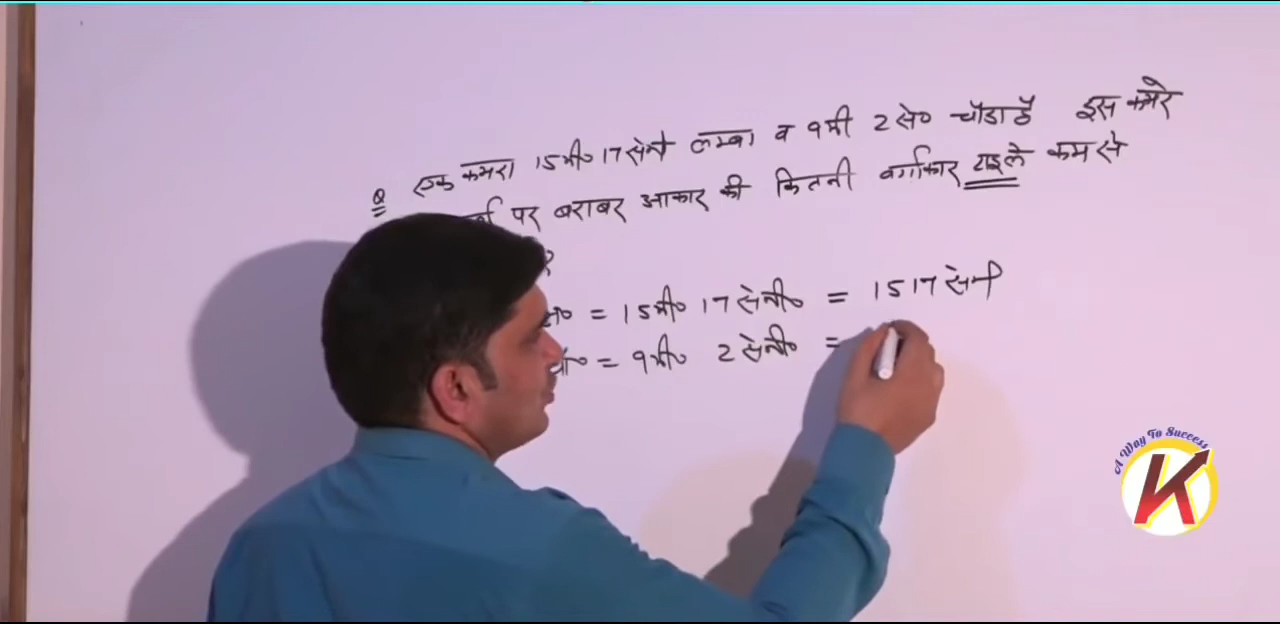 Q एक कमरा 15मी० 17सेमी लम्बा व 9मी 2से० चौडा है इस कमरे
पर बराबर आकार की कितनी वर्गाकार टाइले कम से
= 15मी० 17सेमी० = 1517सेमी
= 9मी० 2सेमी० =
A Way To Success
K